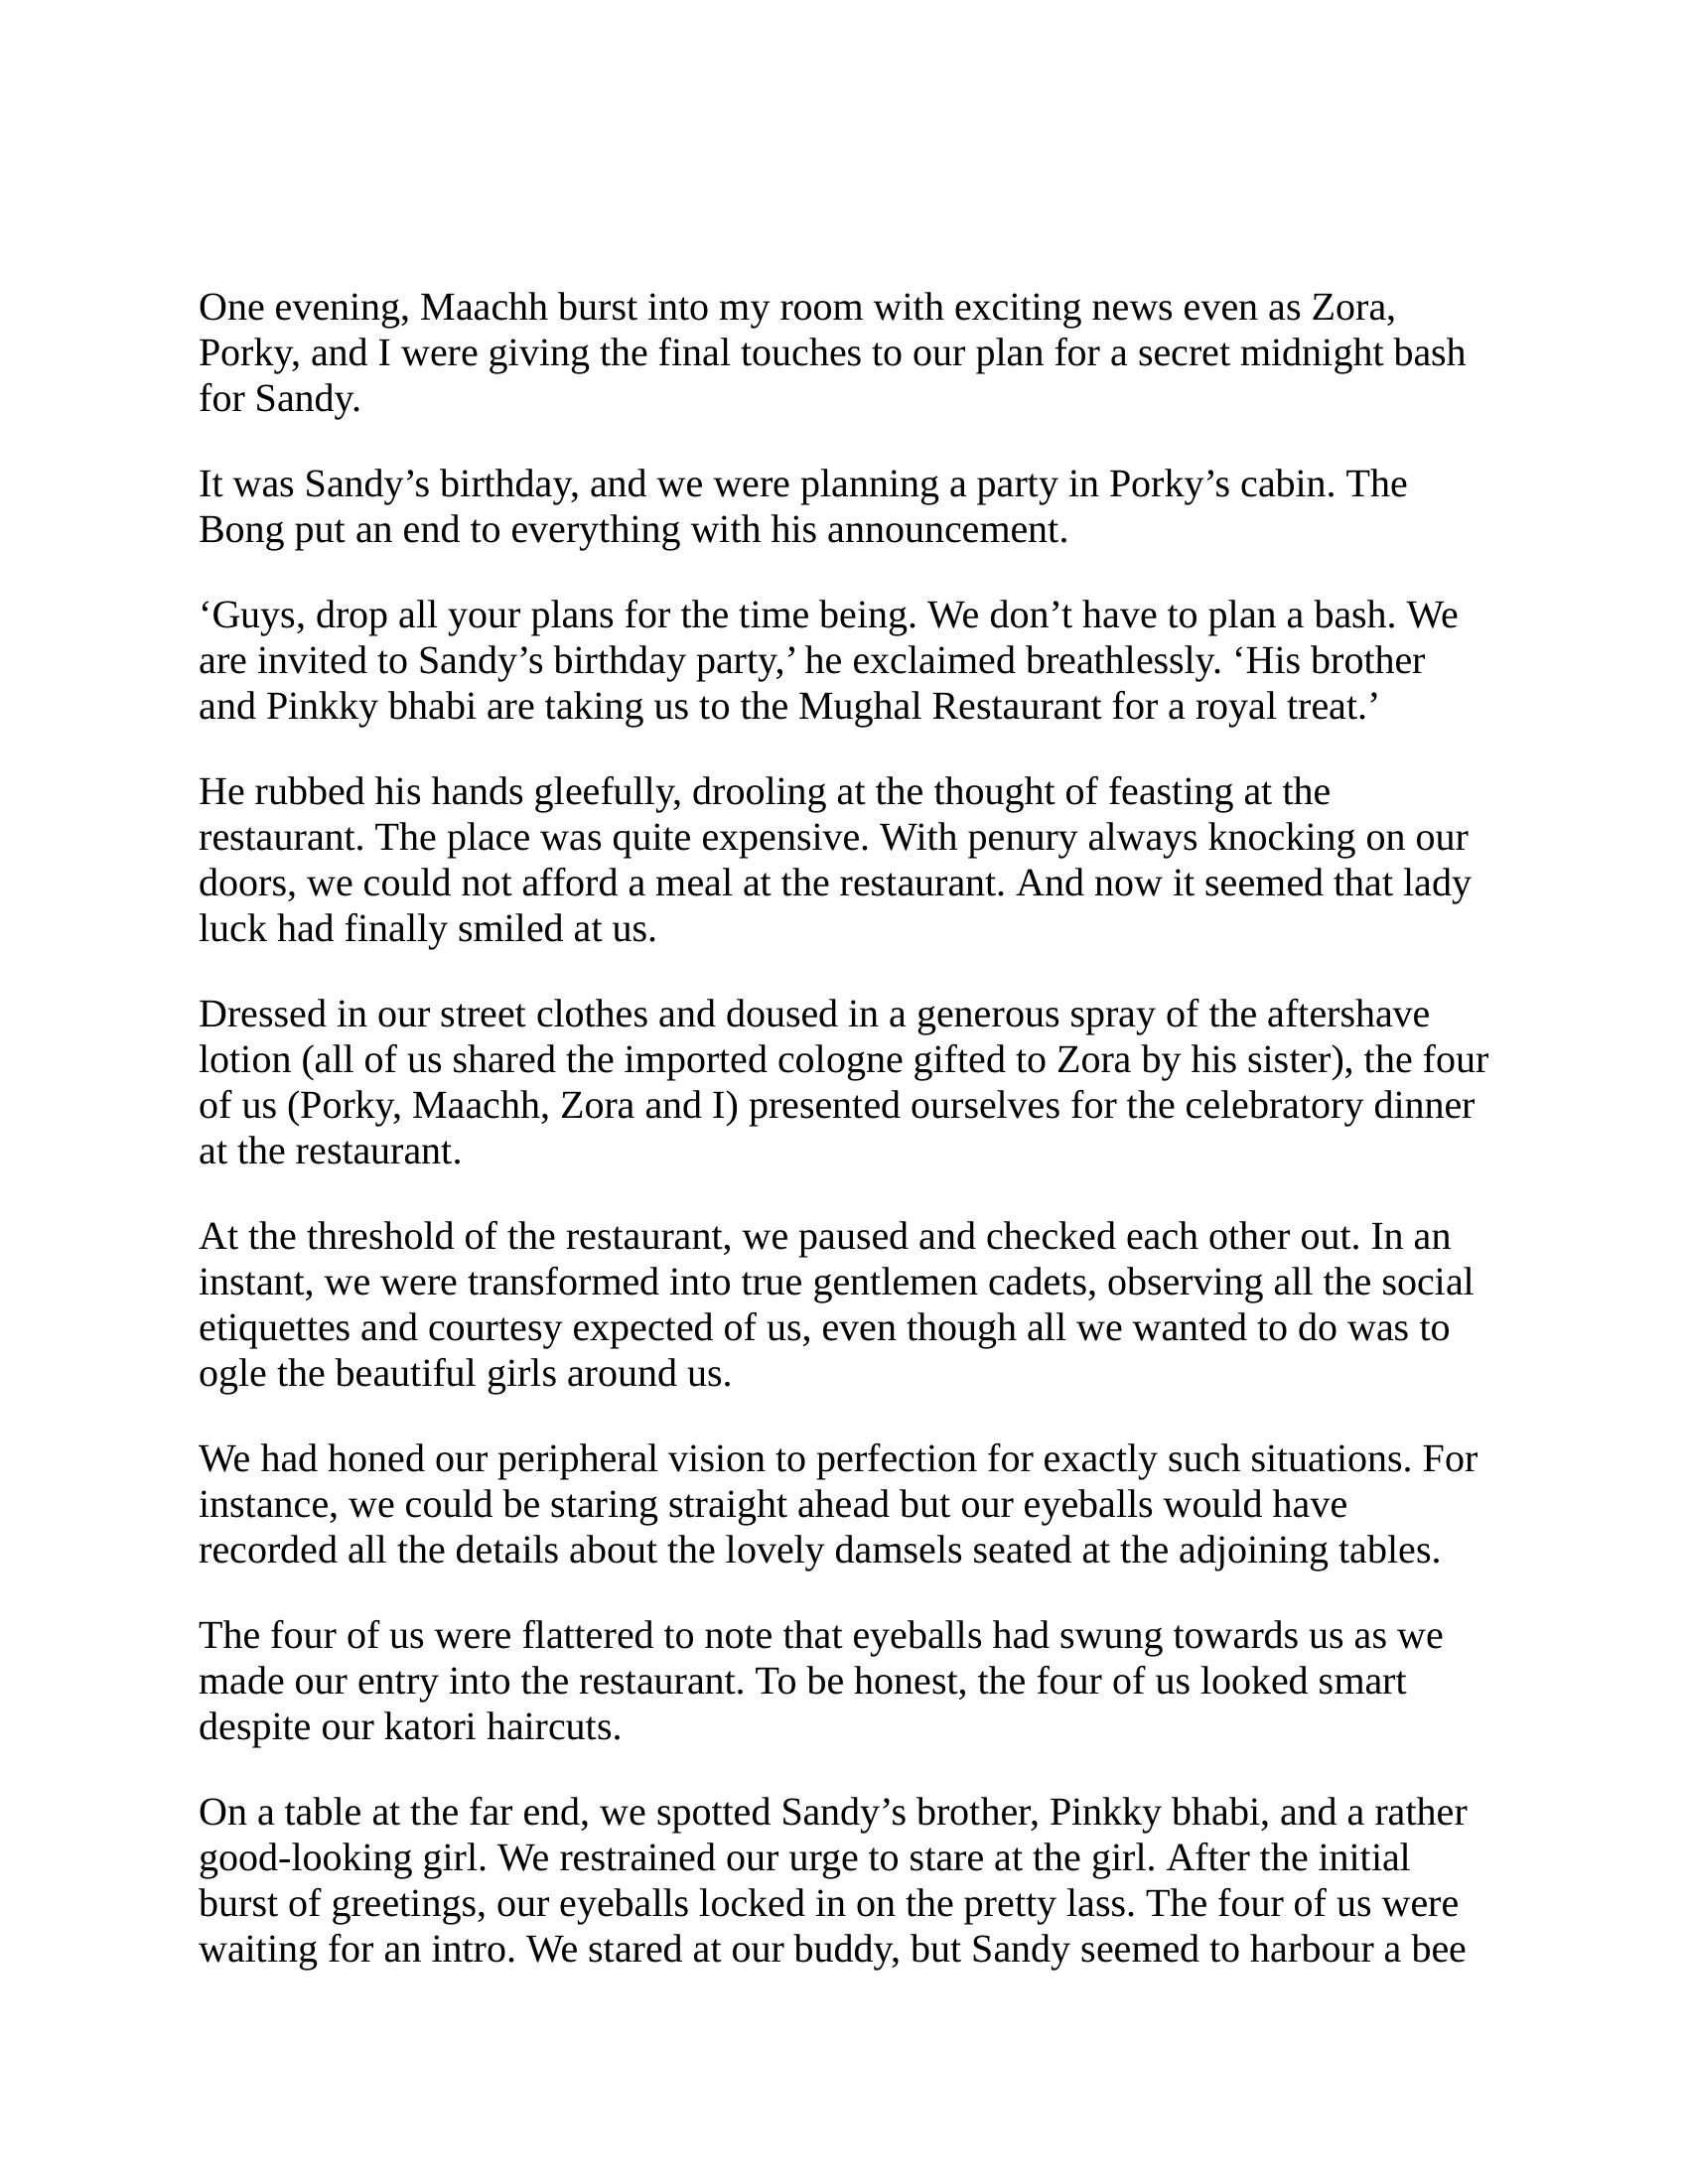 One evening, Maachh burst into my room with exciting news even as Zora,
Porky, and I were giving the final touches to our plan for a secret midnight bash
for Sandy.
It was Sandy’s birthday, and we were planning a party in Porky’s cabin. The
Bong put an end to everything with his announcement.
‘Guys, drop all your plans for the time being. We don’t have to plan a bash. We
are invited to Sandy’s birthday party,’ he exclaimed breathlessly. ‘His brother
and Pinkky bhabi are taking us to the Mughal Restaurant for a royal treat.’
He rubbed his hands gleefully, drooling at the thought of feasting at the
restaurant. The place was quite expensive. With penury always knocking on our
doors, we could not afford a meal at the restaurant. And now it seemed that lady
luck had finally smiled at us.
Dressed in our street clothes and doused in a generous spray of the aftershave
lotion (all of us shared the imported cologne gifted to Zora by his sister), the four
of us (Porky, Maachh, Zora and I) presented ourselves for the celebratory dinner
at the restaurant.
At the threshold of the restaurant, we paused and checked each other out. In an
instant, we were transformed into true gentlemen cadets, observing all the social
etiquettes and courtesy expected of us, even though all we wanted to do was to
ogle the beautiful girls around us.
We had honed our peripheral vision to perfection for exactly such situations. For
instance, we could be staring straight ahead but our eyeballs would have
recorded all the details about the lovely damsels seated at the adjoining tables.
The four of us were flattered to note that eyeballs had swung towards us as we
made our entry into the restaurant. To be honest, the four of us looked smart
despite our katori haircuts.
On a table at the far end, we spotted Sandy’s brother, Pinkky bhabi, and a rather
good-looking girl. We restrained our urge to stare at the girl. After the initial
burst of greetings, our eyeballs locked in on the pretty lass. The four of us were
waiting for an intro. We stared at our buddy, but Sandy seemed to harbour a bee